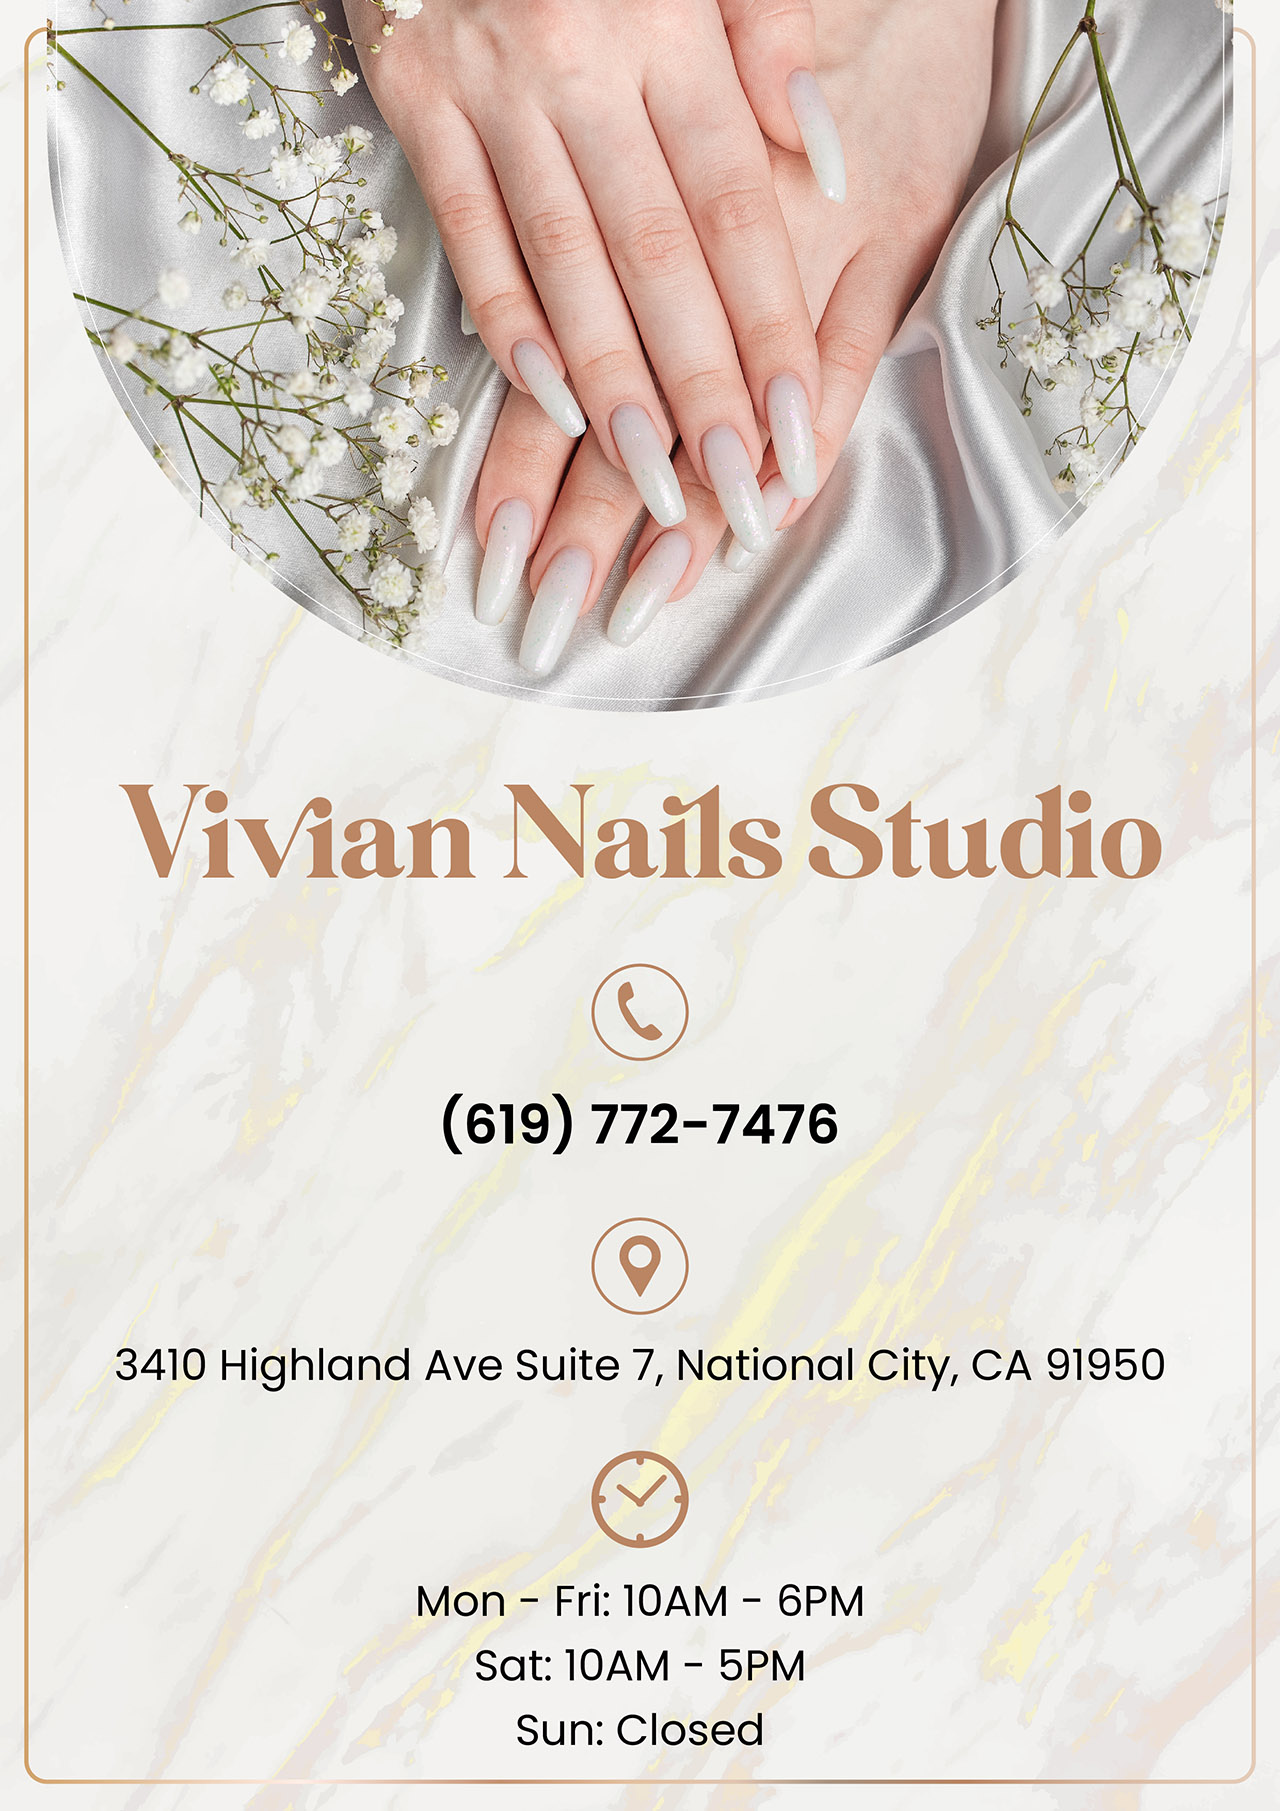 Vivian Nails Studio
(619) 772-7476
3410 Highland Ave Suite 7, National City, CA 91950
Mon - Fri: 10AM - 6PM
Sat: 10AM - 5PM
Sun: Closed